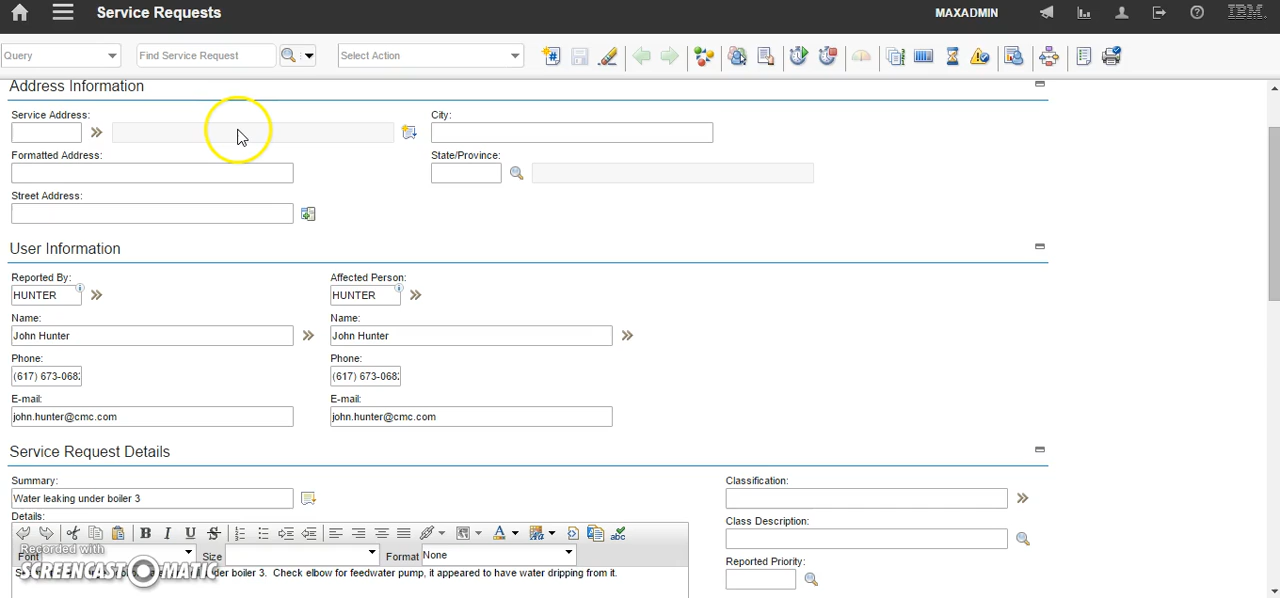 Service Requests
MAXADMIN
IBM.
Query
Find Service Request
Select Action
Address Information
Service Address:
City:
Formatted Address:
State/Province:
Street Address:
User Information
Reported By:
Affected Person:
HUNTER
HUNTER
Name:
Name:
John Hunter
John Hunter
Phone:
Phone:
(617) 673-068
(617) 673-068
E-mail:
E-mail:
john.hunter@cmc.com
john.hunter@cmc.com
Service Request Details
Summary:
Classification:
Water leaking under boiler 3
Details:
Class Description:
Font
Size
Format
None
Recorded with
SCREENCAST-O-MATIC
Reported Priority:
under boiler 3. Check elbow for feedwater pump, it appeared to have water dripping from it.